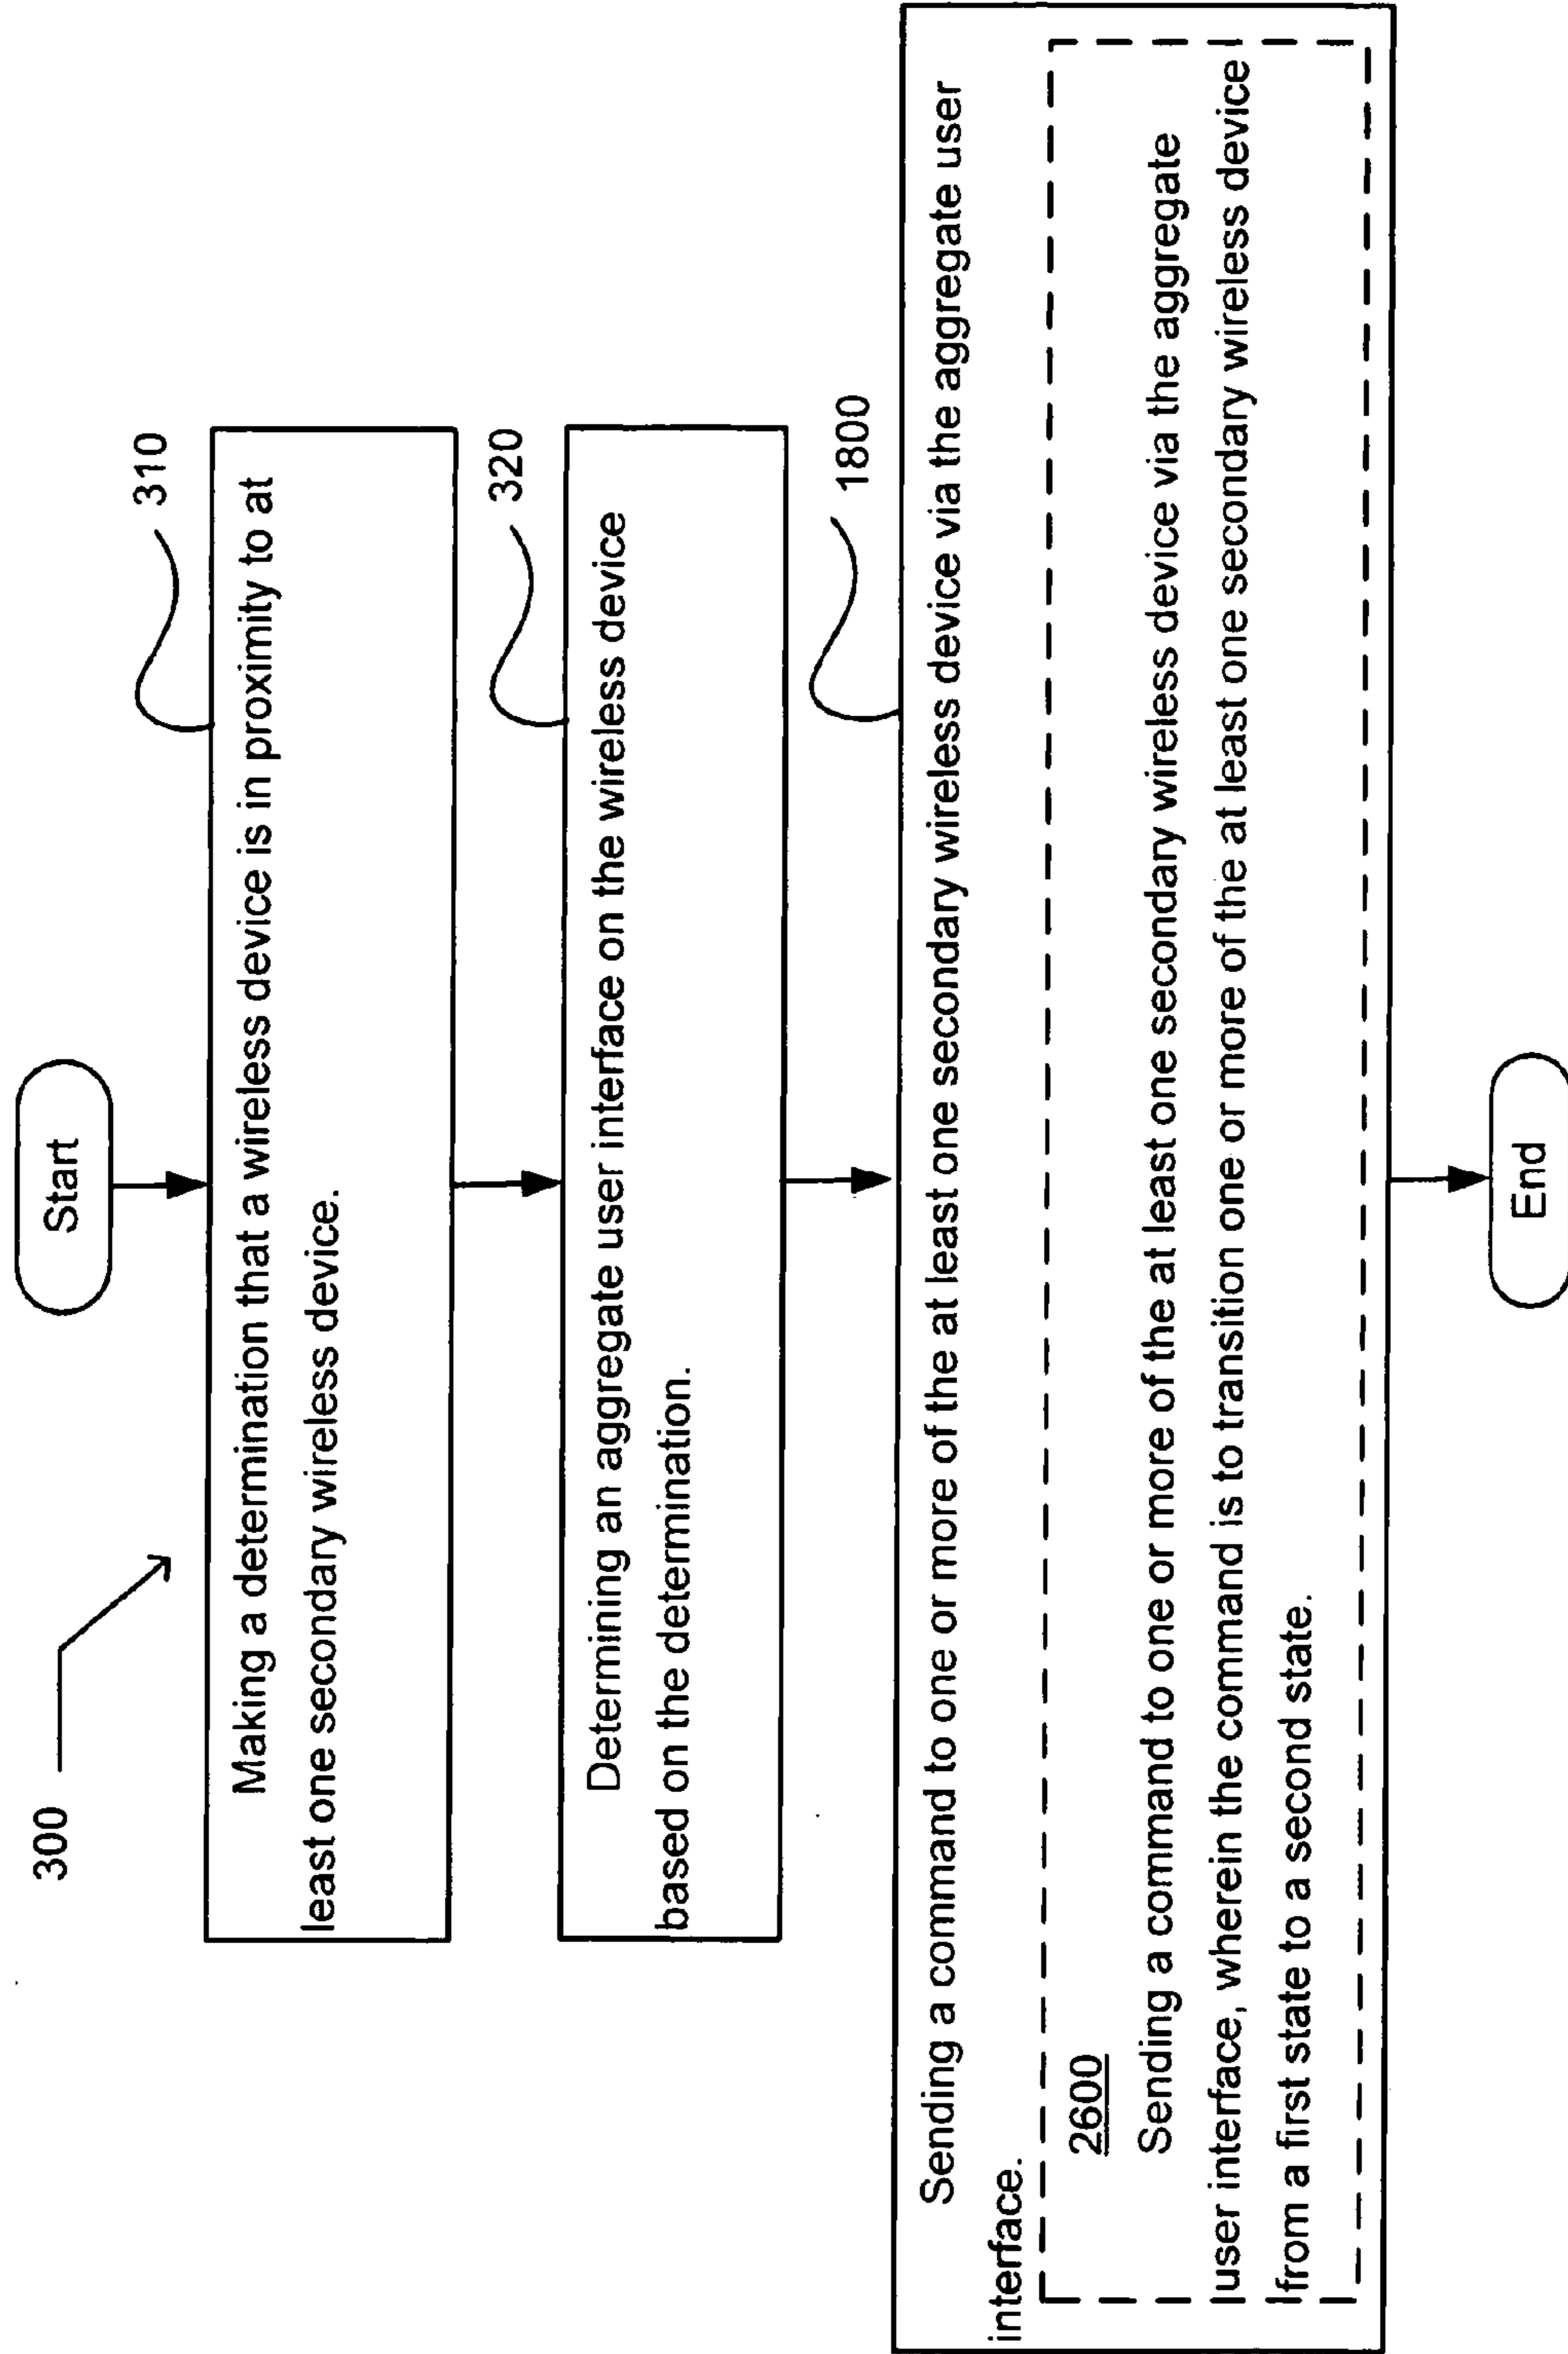 300
Start
310
Making a determination that a wireless device is in proximity to at
least one secondary wireless device.
320
Determining an aggregate user interface on the wireless device
based on the determination.
1800
Sending a command to one or more of the at least one secondary wireless device via the aggregate user
interface.
2600
Sending a command to one or more of the at least one secondary wireless device via the aggregate
user interface, wherein the command is to transition one or more of the at least one secondary wireless device
from a first state to a second state.
End